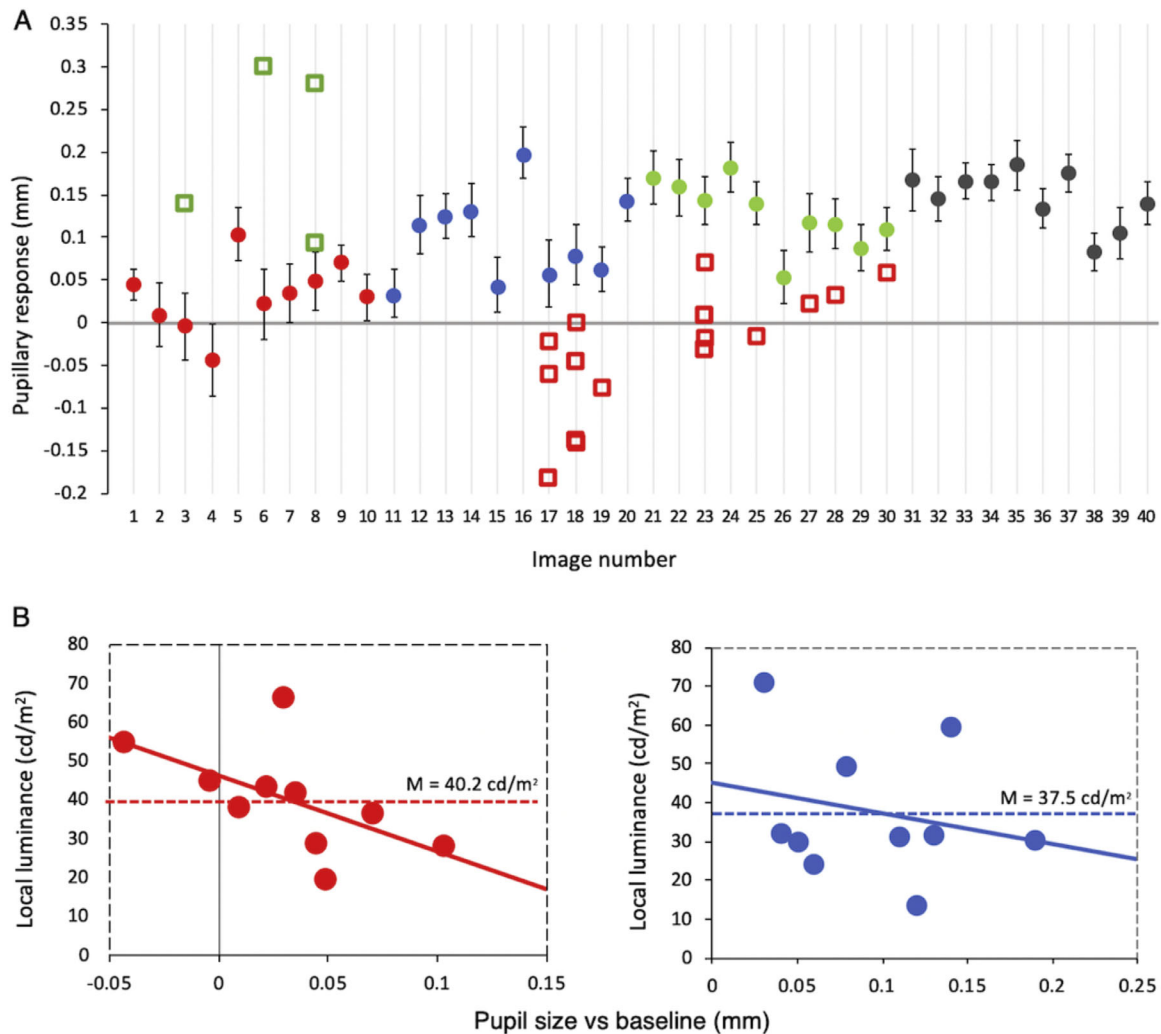 A
Pupillary response (mm)
0.35
0.3
0.25
0.2
0.15
0.1
0.05
0
-0.05
-0.1
-0.15
-0.2
1 2 3 4 5 6 7 8 9 10 11 12 13 14 15 16 17 18 19 20 21 22 23 24 25 26 27 28 29 30 31 32 33 34 35 36 37 38 39 40
Image number
B
Local luminance (cd/m²)
80
70
60
50
40
30
20
10
0
M = 40.2 cd/m²
-0.05 0 0.05 0.1 0.15
Local luminance (cd/m²)
80
70
60
50
40
30
20
10
0
M = 37.5 cd/m²
0 0.05 0.1 0.15 0.2 0.25
Pupil size vs baseline (mm)